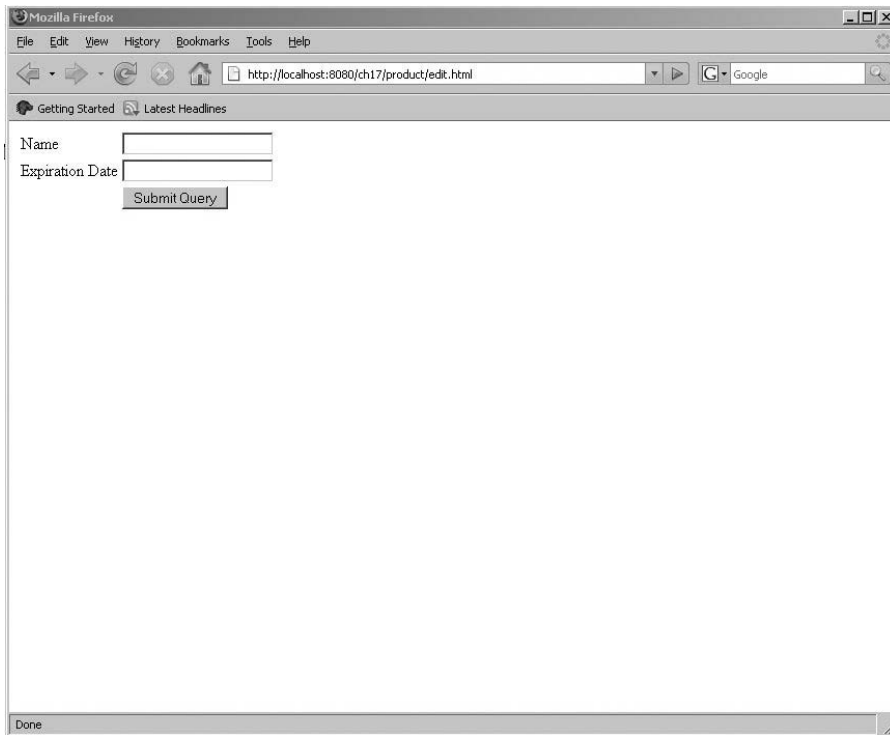 Mozilla Firefox
File Edit View History Bookmarks Tools Help
http://localhost:8080/ch17/product/edit.html G Google
Getting Started Latest Headlines
Name
Expiration Date
Submit Query
Done